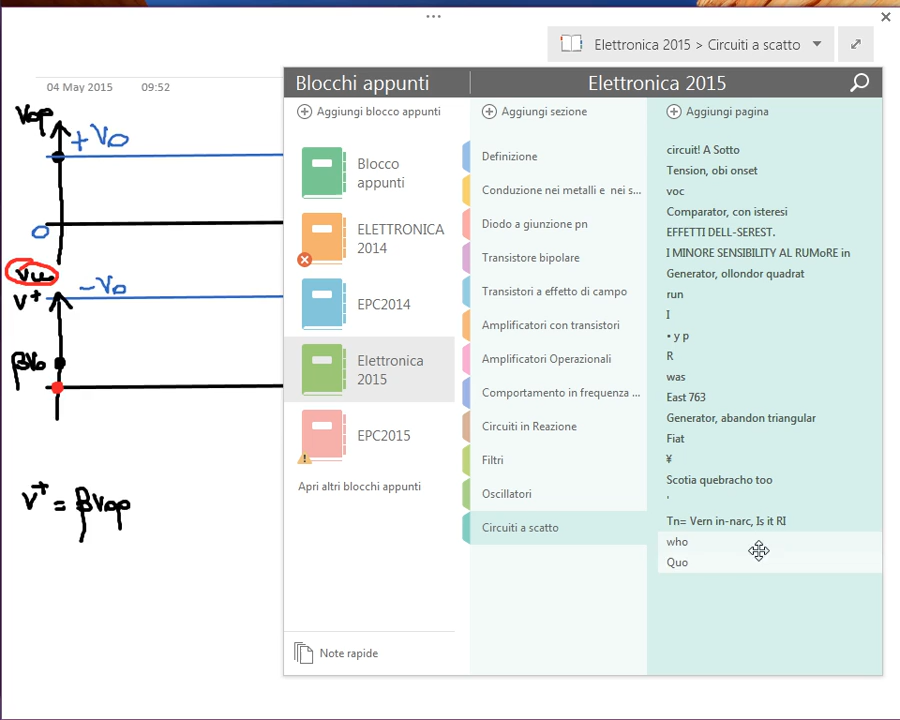 Elettronica 2015 > Circuiti a scatto
04 May 2015 09:52
Vop
+Vo
0
Vu
V+
-Vo
βVo
V+ = βVop
Blocchi appunti
Elettronica 2015
Aggiungi blocco appunti
Aggiungi sezione
Aggiungi pagina
Blocco
appunti
ELETTRONICA
2014
EPC2014
Elettronica
2015
EPC2015
Apri altri blocchi appunti
Note rapide
Definizione
Conduzione nei metalli e nei s...
Diodo a giunzione pn
Transistore bipolare
Transistori a effetto di campo
Amplificatori con transistori
Amplificatori Operazionali
Comportamento in frequenza ...
Circuiti in Reazione
Filtri
Oscillatori
Circuiti a scatto
circuit! A Sotto
Tension, obi onset
voc
Comparator, con isteresi
EFFETTI DELL-SEREST.
I MINORE SENSIBILITY AL RUMoRE in
Generator, ollondor quadrat
run
I
• y p
R
was
East 763
Generator, abandon triangular
Fiat
¥
Scotia quebracho too
'
Tn= Vern in-narc, Is it RI
who
Quo